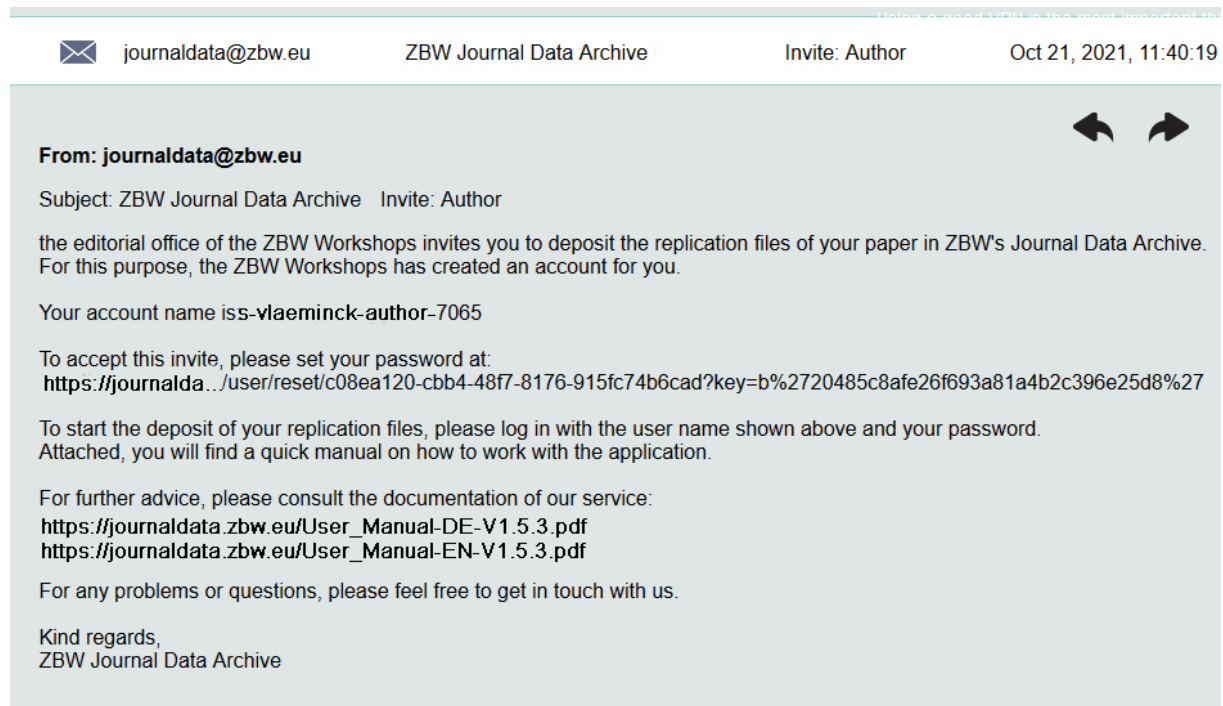 Using a good VPN is the most important th
journaldata@zbw.eu ZBW Journal Data Archive Invite: Author Oct 21, 2021, 11:40:19
From: journaldata@zbw.eu
Subject: ZBW Journal Data Archive Invite: Author
the editorial office of the ZBW Workshops invites you to deposit the replication files of your paper in ZBW's Journal Data Archive.
For this purpose, the ZBW Workshops has created an account for you.
Your account name iss-vlaeminck-author-7065
To accept this invite, please set your password at:
https://journalda.../user/reset/c08ea120-cbb4-48f7-8176-915fc74b6cad?key=b%2720485c8afe26f693a81a4b2c396e25d8%27
To start the deposit of your replication files, please log in with the user name shown above and your password.
Attached, you will find a quick manual on how to work with the application.
For further advice, please consult the documentation of our service:
https://journaldata.zbw.eu/User_Manual-DE-V1.5.3.pdf
https://journaldata.zbw.eu/User_Manual-EN-V1.5.3.pdf
For any problems or questions, please feel free to get in touch with us.
Kind regards,
ZBW Journal Data Archive